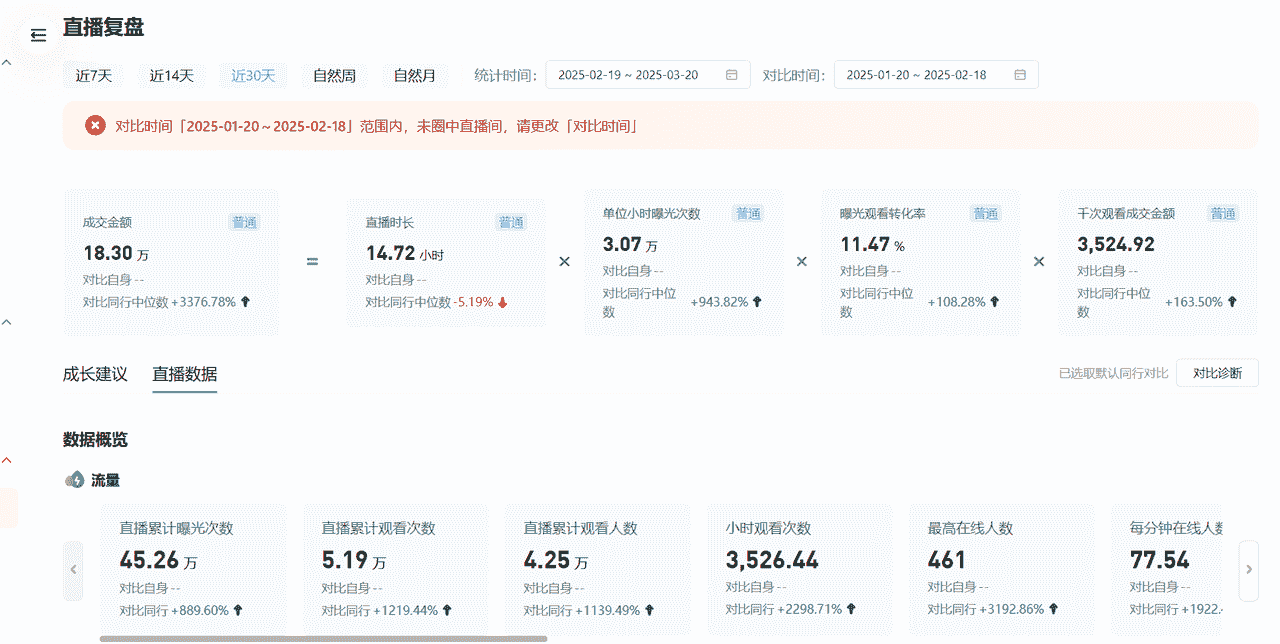 直播复盘
近7天 近14天 近30天 自然周 自然月 统计时间： 2025-02-19 ~ 2025-03-20 对比时间： 2025-01-20 ~ 2025-02-18
对比时间「2025-01-20 ~ 2025-02-18」范围内，未圈中直播间，请更改「对比时间」
成交金额 普通
18.30 万
对比自身 --
对比同行中位数 +3376.78%
=
直播时长 普通
14.72 小时
对比自身 --
对比同行中位数 -5.19%
×
单位小时曝光次数 普通
3.07 万
对比自身 --
对比同行中位数 +943.82%
×
曝光观看转化率 普通
11.47 %
对比自身 --
对比同行中位数 +108.28%
×
千次观看成交金额 普通
3,524.92
对比自身 --
对比同行中位数 +163.50%
成长建议 直播数据 已选取默认同行对比 对比诊断
数据概览
流量
直播累计曝光次数
45.26 万
对比自身 --
对比同行 +889.60%
直播累计观看次数
5.19 万
对比自身 --
对比同行 +1219.44%
直播累计观看人数
4.25 万
对比自身 --
对比同行 +1139.49%
小时观看次数
3,526.44
对比自身 --
对比同行 +2298.71%
最高在线人数
461
对比自身 --
对比同行 +3192.86%
每分钟在线人数
77.54
对比自身 --
对比同行 +1922.